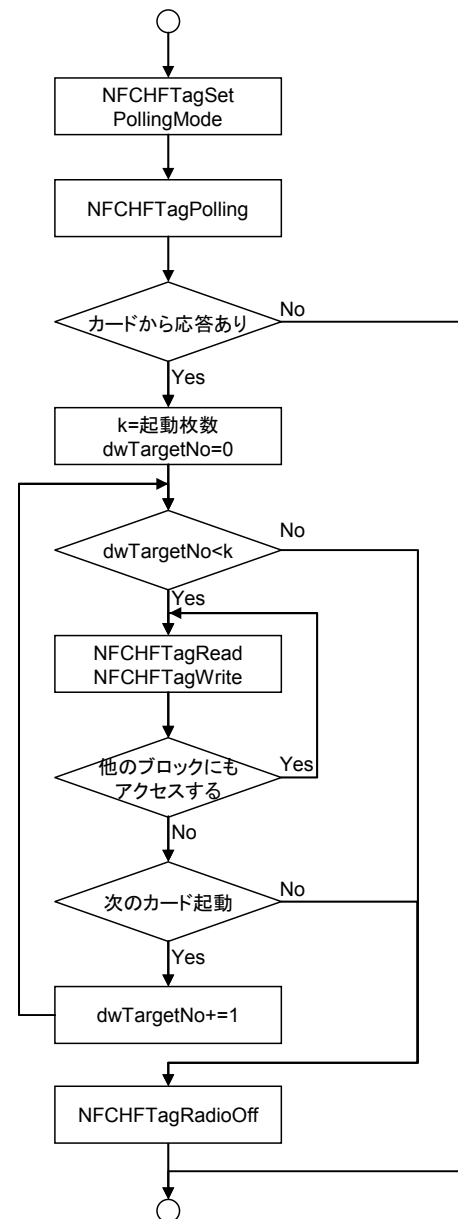 NFCHFTagSet
PollingMode
NFCHFTagPolling
カードから応答あり
No
Yes
k=起動枚数
dwTargetNo=0
dwTargetNo<k
No
Yes
NFCHFTagRead
NFCHFTagWrite
他のブロックにも
アクセスする
Yes
No
次のカード起動
No
Yes
dwTargetNo+=1
NFCHFTagRadioOff